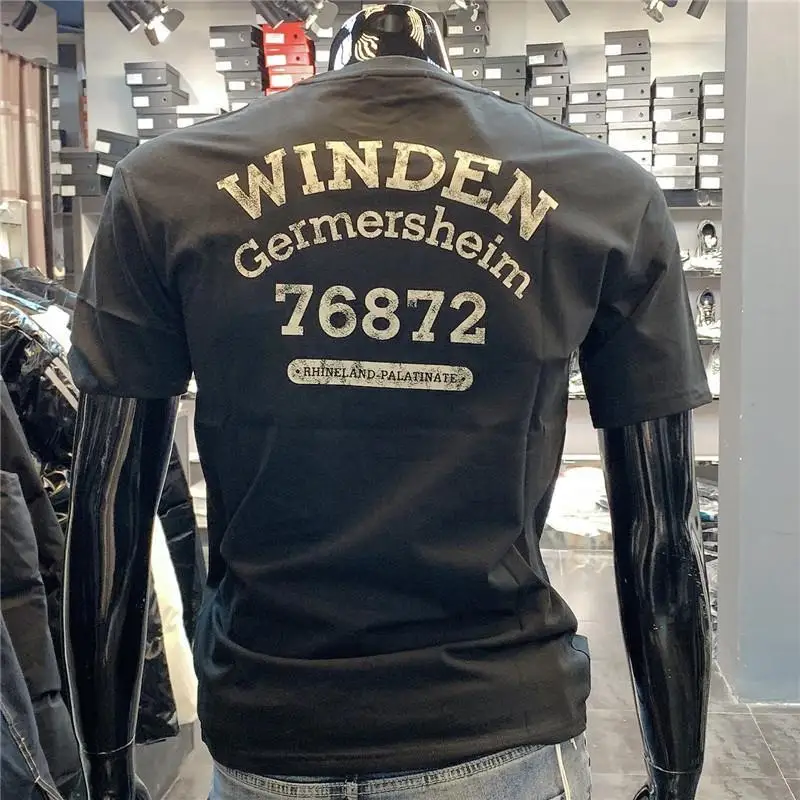 WINDEN
Germersheim
76872
• RHINELAND-PALATINATE •